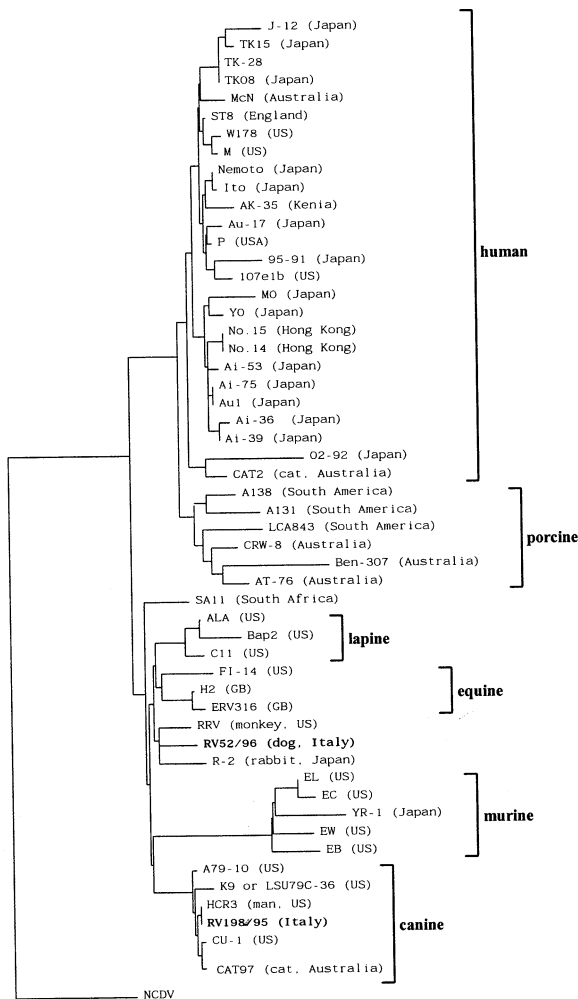 J-12 (Japan)
TK15 (Japan)
TK-28
TK08 (Japan)
McN (Australia)
ST8 (England)
W178 (US)
M (US)
Nemoto (Japan)
Ito (Japan)
AK-35 (Kenia)
Au-17 (Japan)
P (USA)
human
95-91 (Japan)
107e1b (US)
MO (Japan)
YO (Japan)
No.15 (Hong Kong)
No.14 (Hong Kong)
Ai-53 (Japan)
Ai-75 (Japan)
Au1 (Japan)
Ai-36 (Japan)
Ai-39 (Japan)
02-92 (Japan)
CAT2 (cat. Australia)
A138 (South America)
A131 (South America)
LCA843 (South America)
porcine
CRW-8 (Australia)
Ben-307 (Australia)
AT-76 (Australia)
SA11 (South Africa)
ALA (US)
Bap2 (US)
lapine
C11 (US)
FI-14 (US)
H2 (GB)
equine
ERV316 (GB)
RRV (monkey, US)
RV52/96 (dog, Italy)
R-2 (rabbit, Japan)
EL (US)
EC (US)
YR-1 (Japan)
murine
EW (US)
EB (US)
A79-10 (US)
K9 or LSU79C-36 (US)
HCR3 (man, US)
RV198/95 (Italy)
canine
CU-1 (US)
CAT97 (cat, Australia)
NCDV